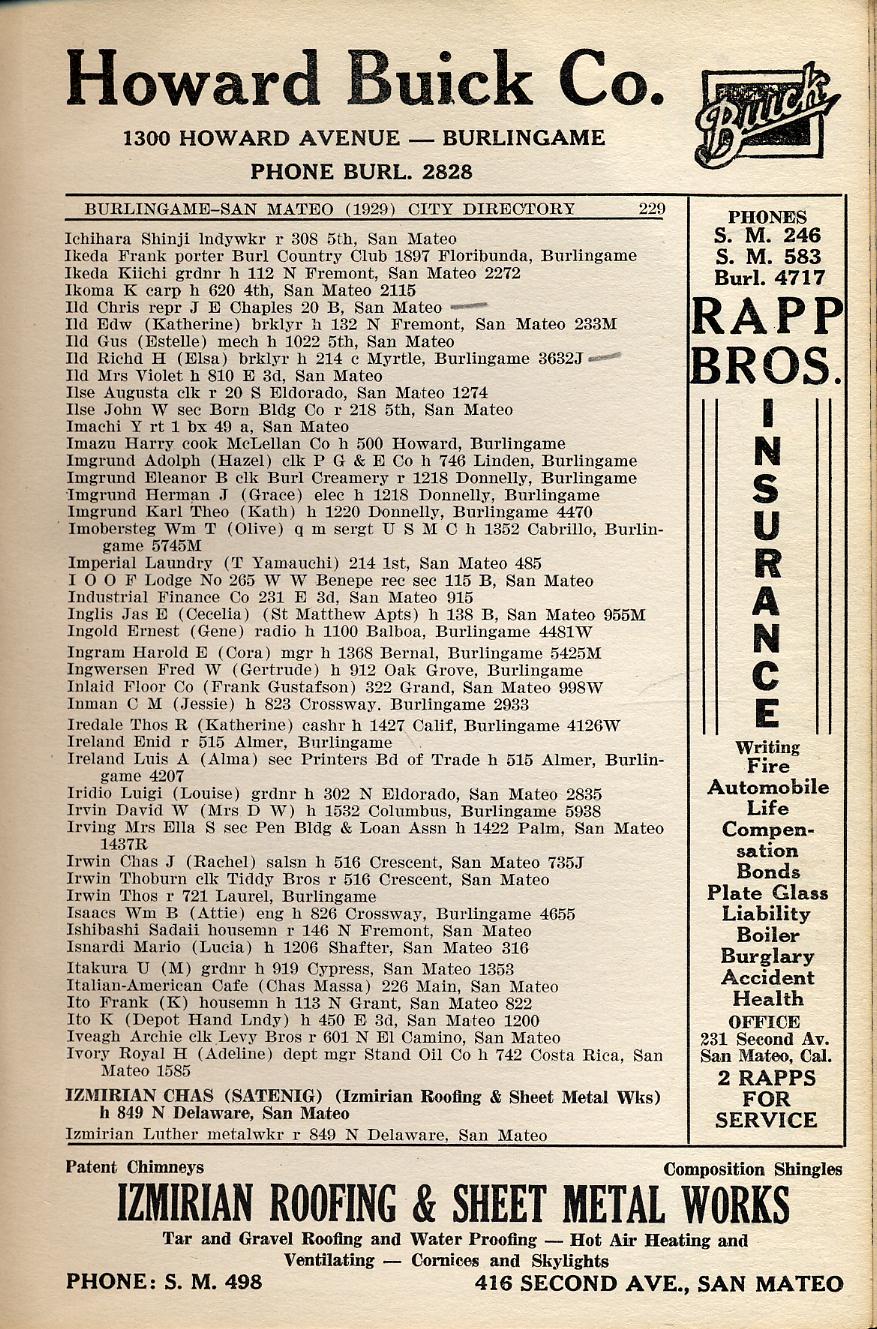 Howard Buick Co.
Buick
1300 HOWARD AVENUE — BURLINGAME
PHONE BURL. 2828
BURLINGAME-SAN MATEO (1929) CITY DIRECTORY 229
Ichihara Shinji lndywkr r 308 5th, San Mateo
Ikeda Frank porter Burl Country Club 1897 Floribunda, Burlingame
Ikeda Kiichi grdnr h 112 N Fremont, San Mateo 2272
Ikoma K carp h 620 4th, San Mateo 2115
Ild Chris repr J E Chaples 20 B, San Mateo
Ild Edw (Katherine) brklyr h 132 N Fremont, San Mateo 233M
Ild Gus (Estelle) mech h 1022 5th, San Mateo
Ild Richd H (Elsa) brklyr h 214 c Myrtle, Burlingame 3632J
Ild Mrs Violet h 810 E 3d, San Mateo
Ilse Augusta clk r 20 S Eldorado, San Mateo 1274
Ilse John W sec Born Bldg Co r 218 5th, San Mateo
Imachi Y rt 1 bx 49 a, San Mateo
Imazu Harry cook McLellan Co h 500 Howard, Burlingame
Imgrund Adolph (Hazel) clk P G & E Co h 746 Linden, Burlingame
Imgrund Eleanor B clk Burl Creamery r 1218 Donnelly, Burlingame
Imgrund Herman J (Grace) elec h 1218 Donnelly, Burlingame
Imgrund Karl Theo (Kath) h 1220 Donnelly, Burlingame 4470
Imobersteg Wm T (Olive) q m sergt U S M C h 1352 Cabrillo, Burlin-
game 5745M
Imperial Laundry (T Yamauchi) 214 1st, San Mateo 485
I O O F Lodge No 265 W W Benepe rec sec 115 B, San Mateo
Industrial Finance Co 231 E 3d, San Mateo 915
Inglis Jas E (Cecelia) (St Matthew Apts) h 138 B, San Mateo 955M
Ingold Ernest (Gene) radio h 1100 Balboa, Burlingame 4481W
Ingram Harold E (Cora) mgr h 1368 Bernal, Burlingame 5425M
Ingwersen Fred W (Gertrude) h 912 Oak Grove, Burlingame
Inlaid Floor Co (Frank Gustafson) 322 Grand, San Mateo 998W
Inman C M (Jessie) h 823 Crossway. Burlingame 2933
Iredale Thos R (Katherine) cashr h 1427 Calif, Burlingame 4126W
Ireland Enid r 515 Almer, Burlingame
Ireland Luis A (Alma) sec Printers Bd of Trade h 515 Almer, Burlin-
game 4207
Iridio Luigi (Louise) grdnr h 302 N Eldorado, San Mateo 2835
Irvin David W (Mrs D W) h 1532 Columbus, Burlingame 5938
Irving Mrs Ella S sec Pen Bldg & Loan Assn h 1422 Palm, San Mateo
1437R
Irwin Chas J (Rachel) salsn h 516 Crescent, San Mateo 735J
Irwin Thoburn clk Tiddy Bros r 516 Crescent, San Mateo
Irwin Thos r 721 Laurel, Burlingame
Isaacs Wm B (Attie) eng h 826 Crossway, Burlingame 4655
Ishibashi Sadaii housemn r 146 N Fremont, San Mateo
Isnardi Mario (Lucia) h 1206 Shafter, San Mateo 316
Itakura U (M) grdnr h 919 Cypress, San Mateo 1353
Italian-American Cafe (Chas Massa) 226 Main, San Mateo
Ito Frank (K) housemn h 113 N Grant, San Mateo 822
Ito K (Depot Hand Lndy) h 450 E 3d, San Mateo 1200
Iveagh Archie clk Levy Bros r 601 N El Camino, San Mateo
Ivory Royal H (Adeline) dept mgr Stand Oil Co h 742 Costa Rica, San
Mateo 1585
IZMIRIAN CHAS (SATENIG) (Izmirian Roofing & Sheet Metal Wks)
h 849 N Delaware, San Mateo
Izmirian Luther metalwkr r 849 N Delaware, San Mateo
PHONES
S. M. 246
S. M. 583
Burl. 4717
RAPP
BROS.
I
N
S
U
R
A
N
C
E
Writing
Fire
Automobile
Life
Compen-
sation
Bonds
Plate Glass
Liability
Boiler
Burglary
Accident
Health
OFFICE
231 Second Av.
San Mateo, Cal.
2 RAPPS
FOR
SERVICE
Patent Chimneys Composition Shingles
IZMIRIAN ROOFING & SHEET METAL WORKS
Tar and Gravel Roofing and Water Proofing — Hot Air Heating and
Ventilating — Cornices and Skylights
PHONE: S. M. 498 416 SECOND AVE., SAN MATEO